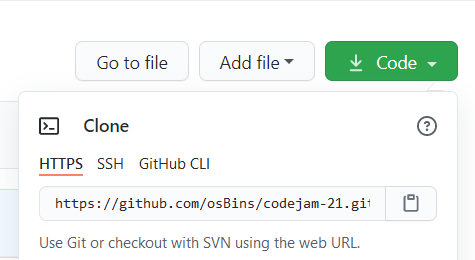 Go to file Add file Code
Clone
HTTPS SSH GitHub CLI
https://github.com/osBins/codejam-21.git
Use Git or checkout with SVN using the web URL.